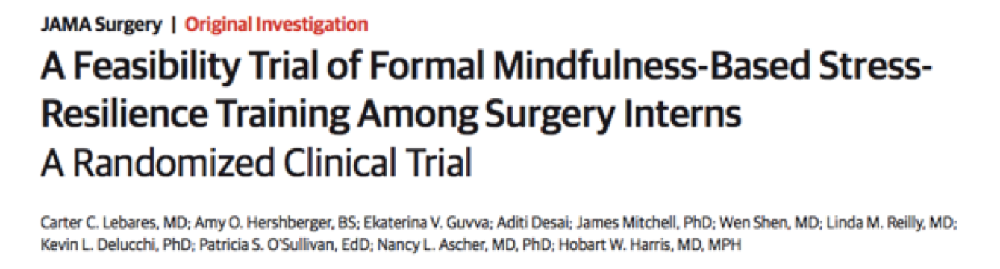 JAMA Surgery | Original Investigation
A Feasibility Trial of Formal Mindfulness-Based Stress-
Resilience Training Among Surgery Interns
A Randomized Clinical Trial
Carter C. Lebares, MD; Amy O. Hershberger, BS; Ekaterina V. Guvva; Aditi Desai; James Mitchell, PhD; Wen Shen, MD; Linda M. Reilly, MD;
Kevin L. Delucchi, PhD; Patricia S. O'Sullivan, EdD; Nancy L. Ascher, MD, PhD; Hobart W. Harris, MD, MPH